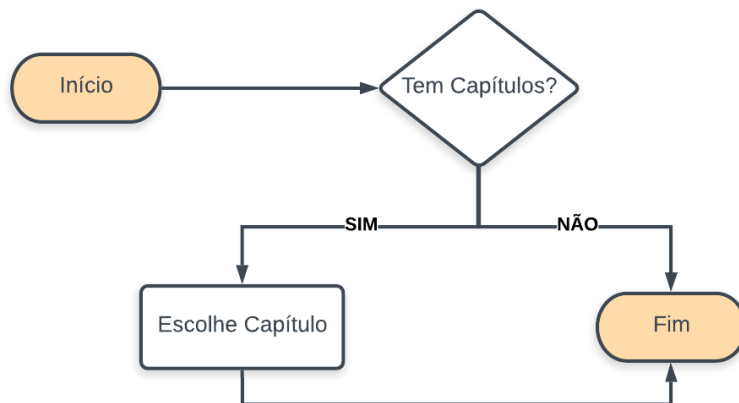 Início
Tem Capítulos?
SIM
NÃO
Escolhe Capítulo
Fim